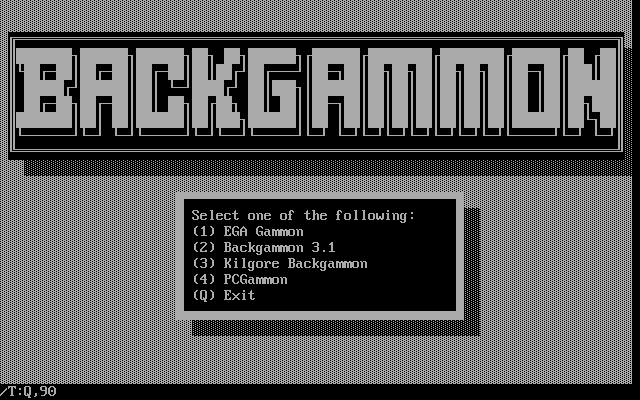 BACKGAMMON
Select one of the following:
(1) EGA Gammon
(2) Backgammon 3.1
(3) Kilgore Backgammon
(4) PCGammon
(Q) Exit
/T:Q,90